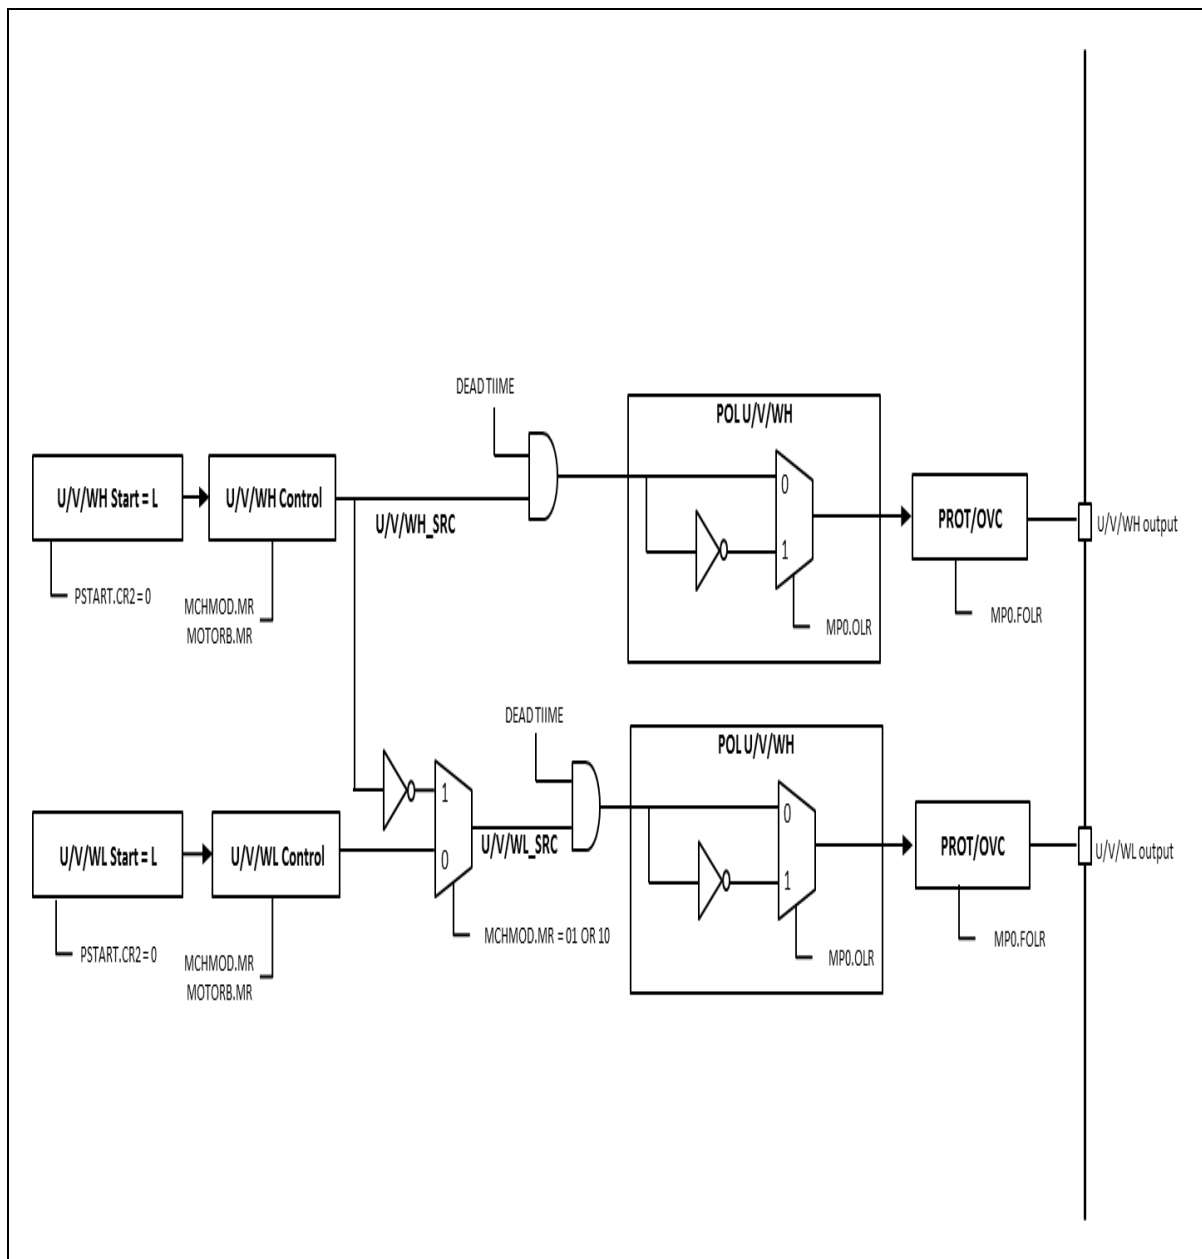 DEAD TIIME
POL U/V/WH
U/V/WH Start = L
U/V/WH Control
0
U/V/WH_SRC
PROT/OVC
U/V/WH output
1
PSTART.CR2 = 0
MCHMOD.MR
MOTORB.MR
MP0.OLR
MP0.FOLR
DEAD TIIME
POL U/V/WH
1
0
U/V/WL Start = L
U/V/WL Control
0
U/V/WL_SRC
PROT/OVC
U/V/WL output
1
MCHMOD.MR = 01 OR 10
PSTART.CR2 = 0
MCHMOD.MR
MOTORB.MR
MP0.OLR
MP0.FOLR